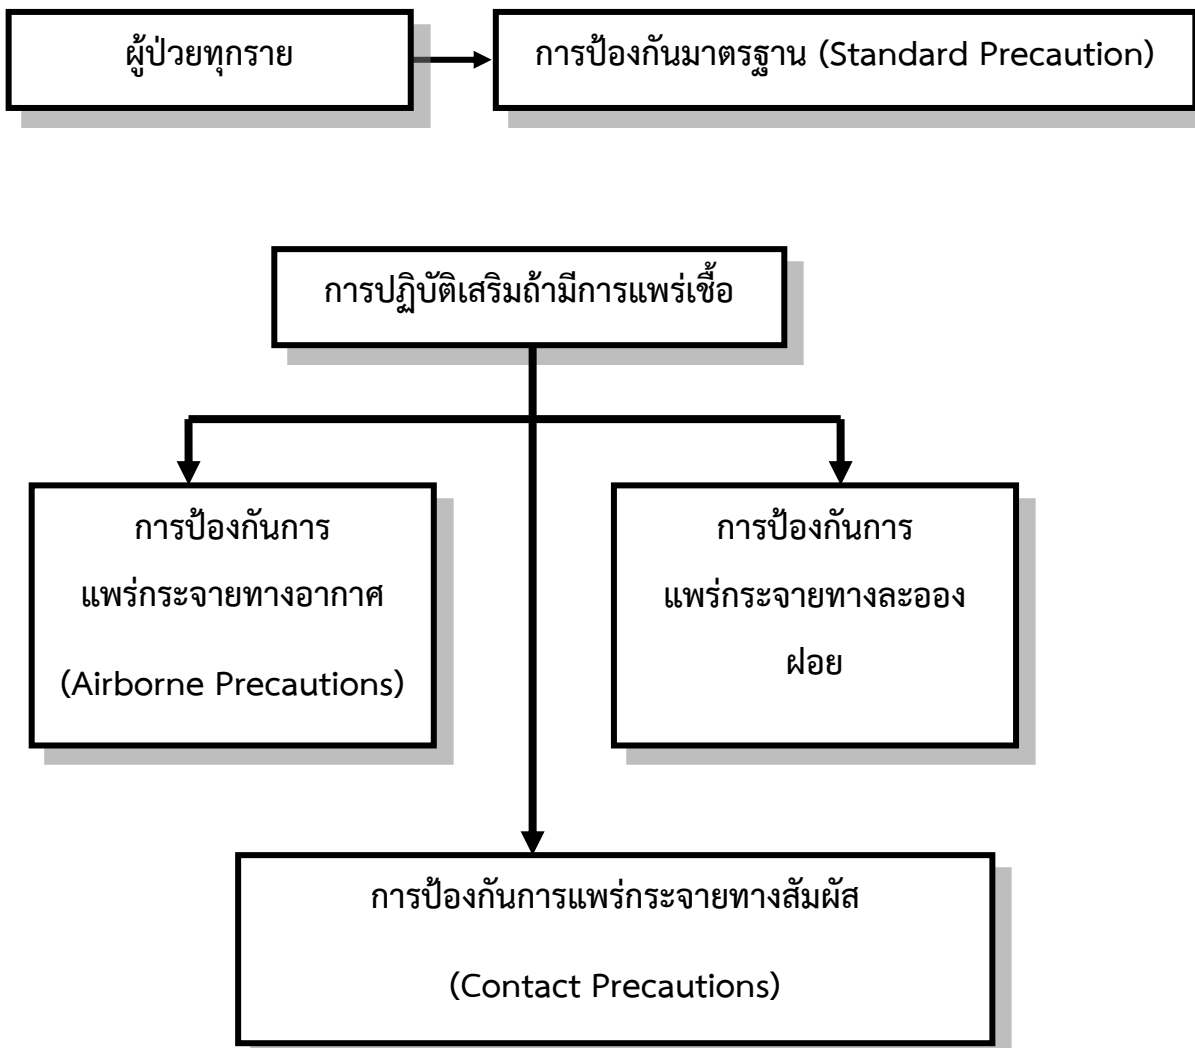 ผู้ป่วยทุกราย
การป้องกันมาตรฐาน (Standard Precaution)
การปฏิบัติเสริมถ้ามีการแพร่เชื้อ
การป้องกันการ
แพร่กระจายทางอากาศ
(Airborne Precautions)
การป้องกันการ
แพร่กระจายทางละออง
ฝอย
การป้องกันการแพร่กระจายทางสัมผัส
(Contact Precautions)